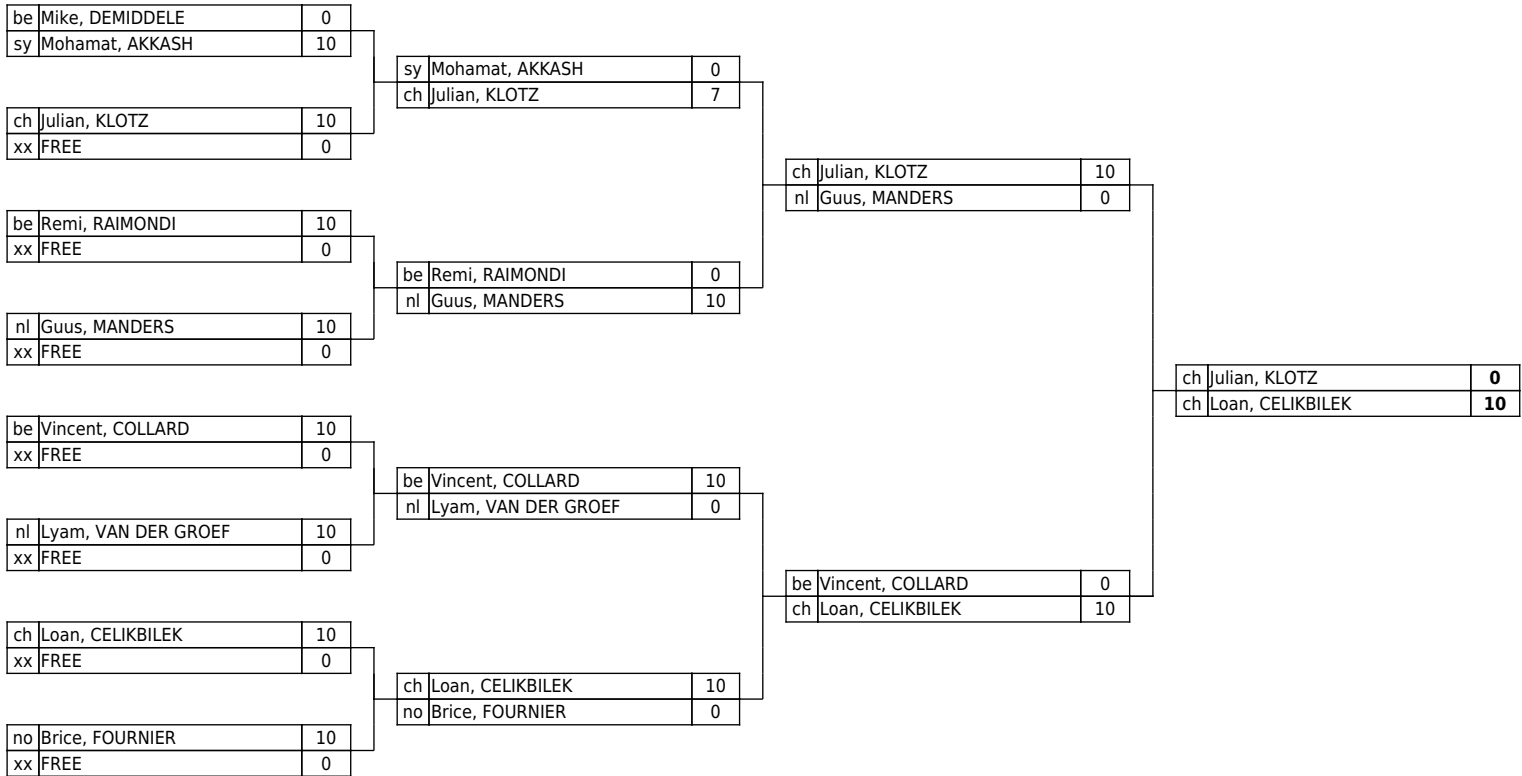 be Mike, DEMIDDELE 0
sy Mohamat, AKKASH 10
ch Julian, KLOTZ 10
xx FREE 0
be Remi, RAIMONDI 10
xx FREE 0
nl Guus, MANDERS 10
xx FREE 0
be Vincent, COLLARD 10
xx FREE 0
nl Lyam, VAN DER GROEF 10
xx FREE 0
ch Loan, CELIKBILEK 10
xx FREE 0
no Brice, FOURNIER 10
xx FREE 0
sy Mohamat, AKKASH 0
ch Julian, KLOTZ 7
be Remi, RAIMONDI 0
nl Guus, MANDERS 10
be Vincent, COLLARD 10
nl Lyam, VAN DER GROEF 0
ch Loan, CELIKBILEK 10
no Brice, FOURNIER 0
ch Julian, KLOTZ 10
nl Guus, MANDERS 0
be Vincent, COLLARD 0
ch Loan, CELIKBILEK 10
ch Julian, KLOTZ 0
ch Loan, CELIKBILEK 10